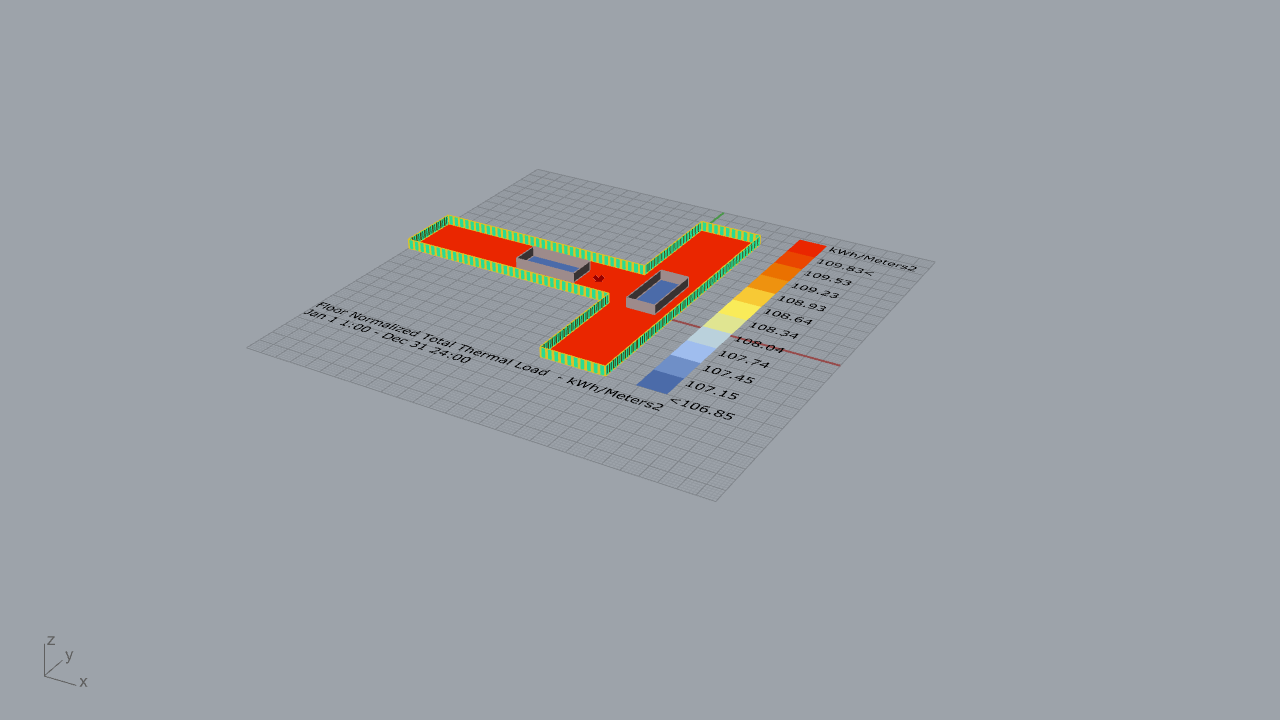 KWh/Meters2
109.83<
109.53
109.23
108.93
108.64
108.34
108.04
107.74
107.45
107.15
<106.85
Floor Normalized Total Thermal Load - KWh/Meters2
Jan 1 1:00 - Dec 31 24:00
z
y
x